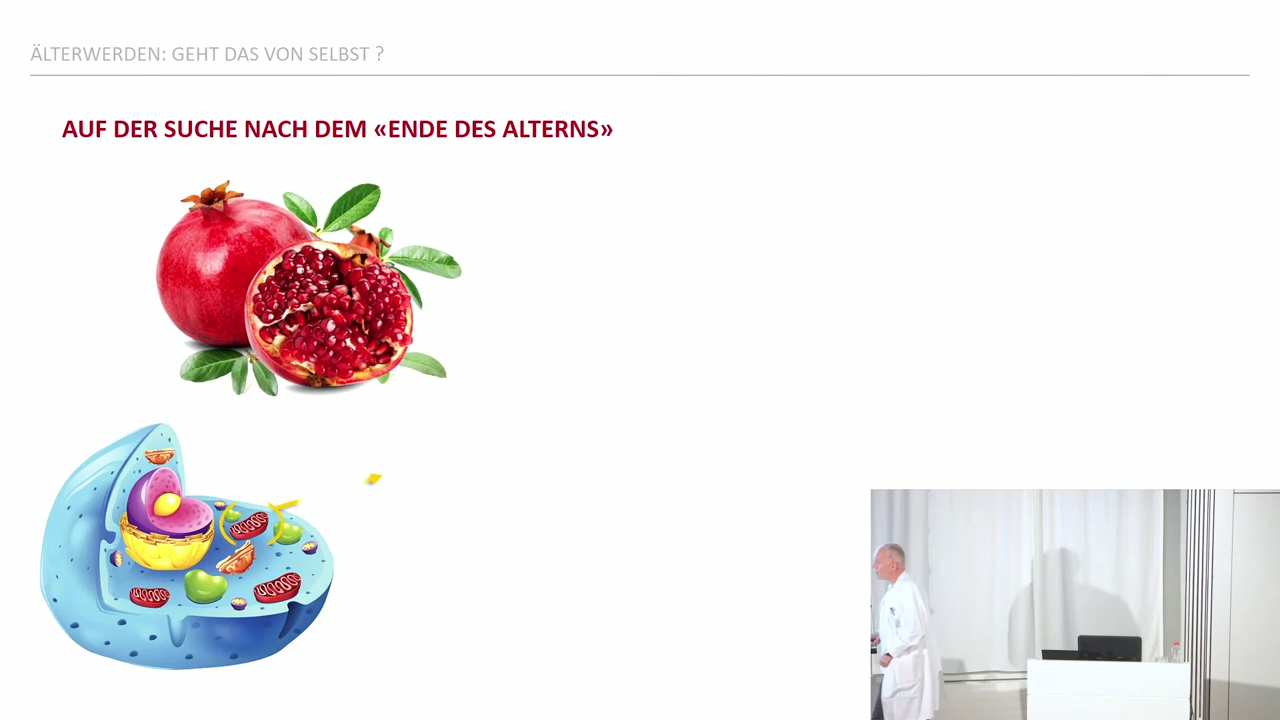 ÄLTERWERDEN: GEHT DAS VON SELBST ?
AUF DER SUCHE NACH DEM «ENDE DES ALTERNS»